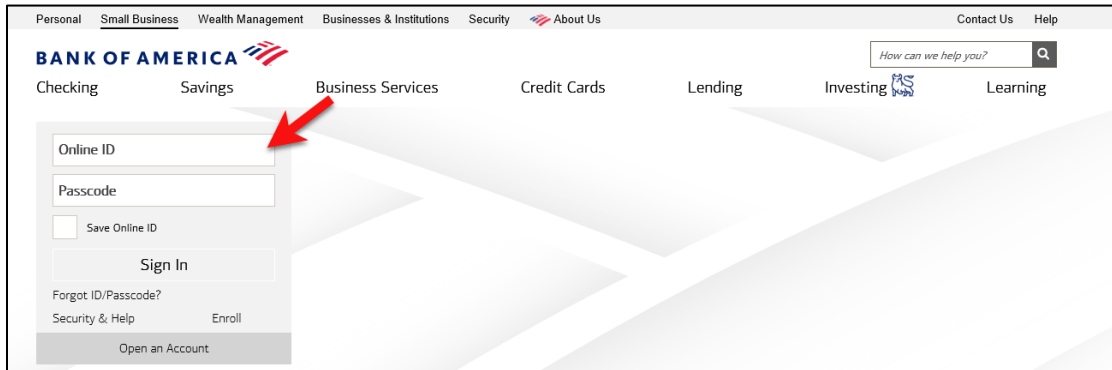 Personal Small Business Wealth Management Businesses & Institutions Security About Us Contact Us Help
BANK OF AMERICA
How can we help you?
Checking Savings Business Services Credit Cards Lending Investing Learning
Online ID
Passcode
Save Online ID
Sign In
Forgot ID/Passcode?
Security & Help Enroll
Open an Account